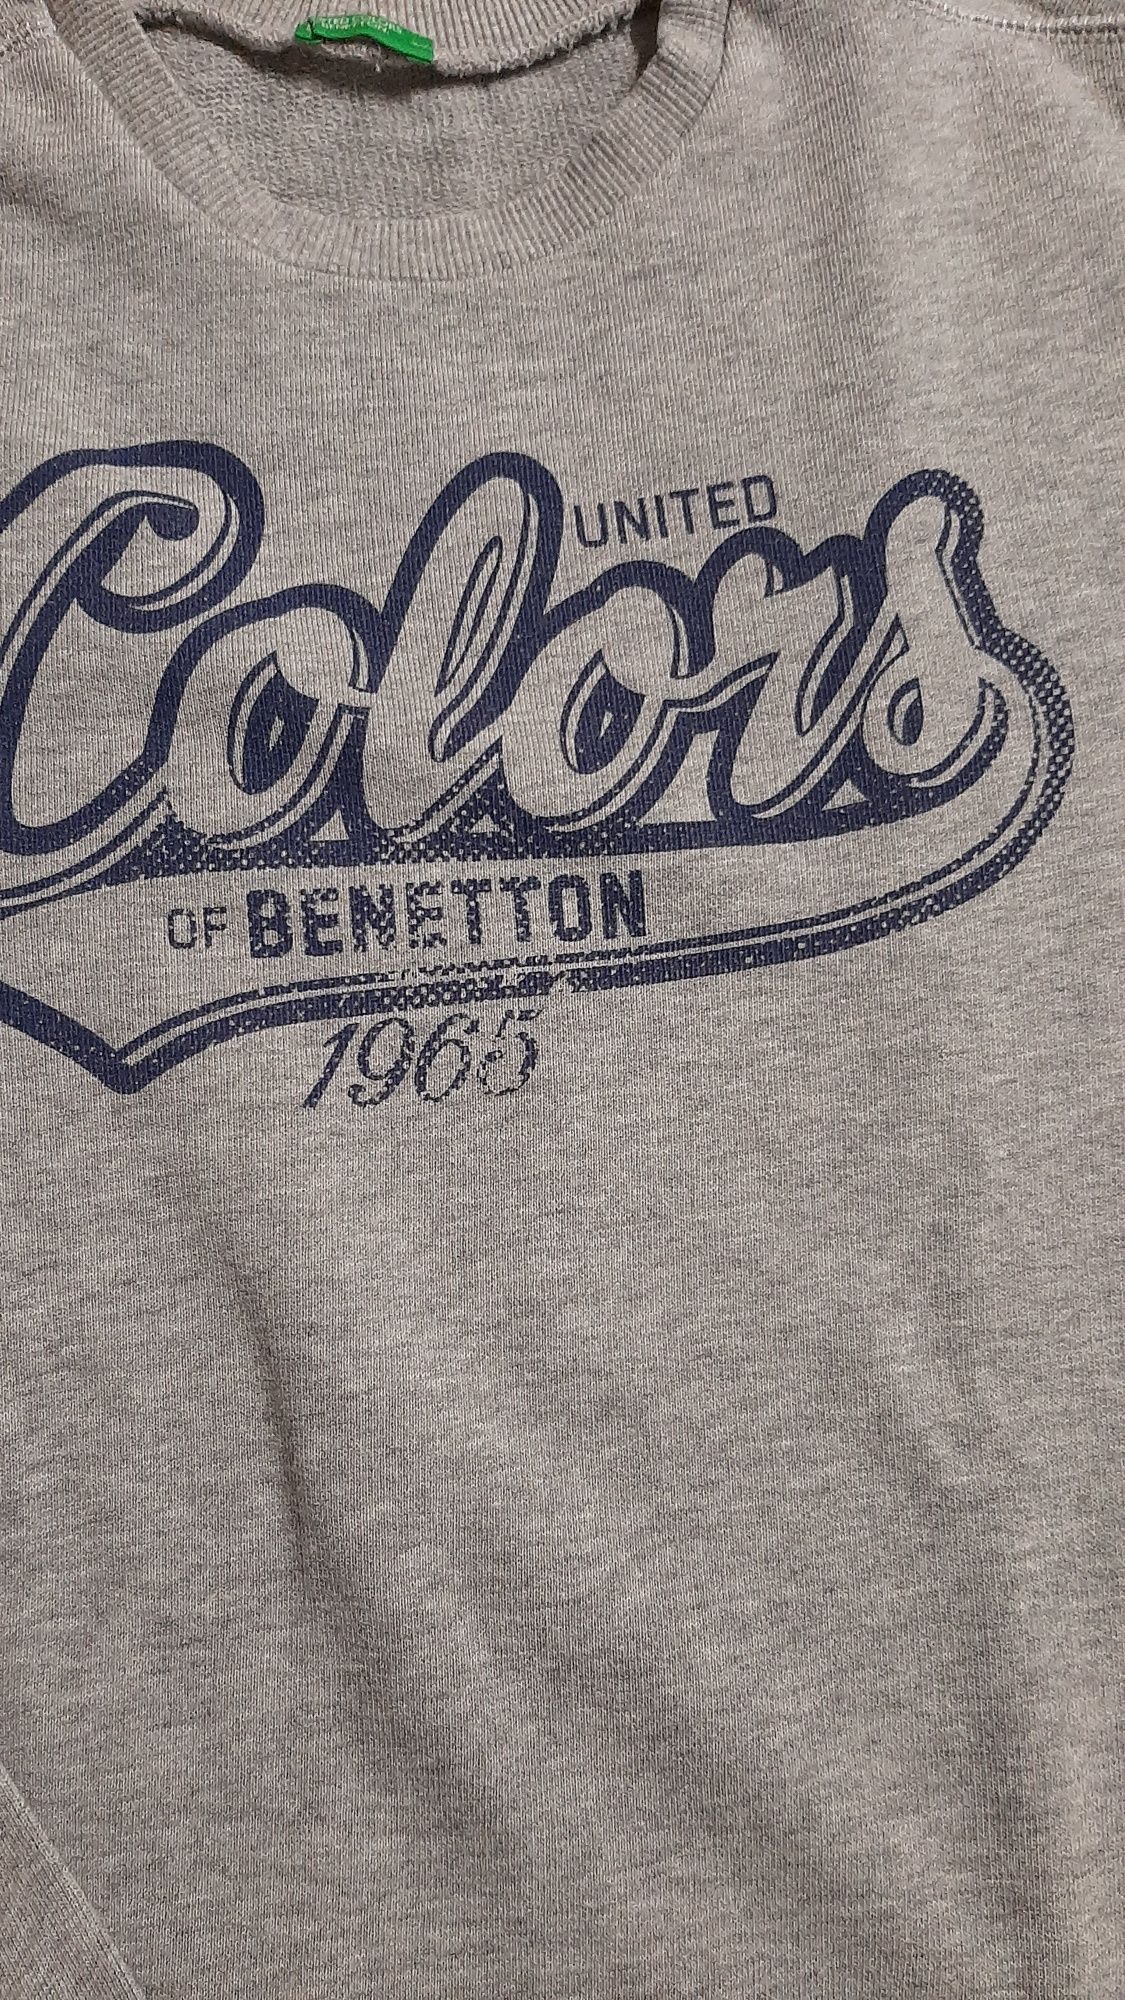 UNITED
Colors
OF BENETTON
1965